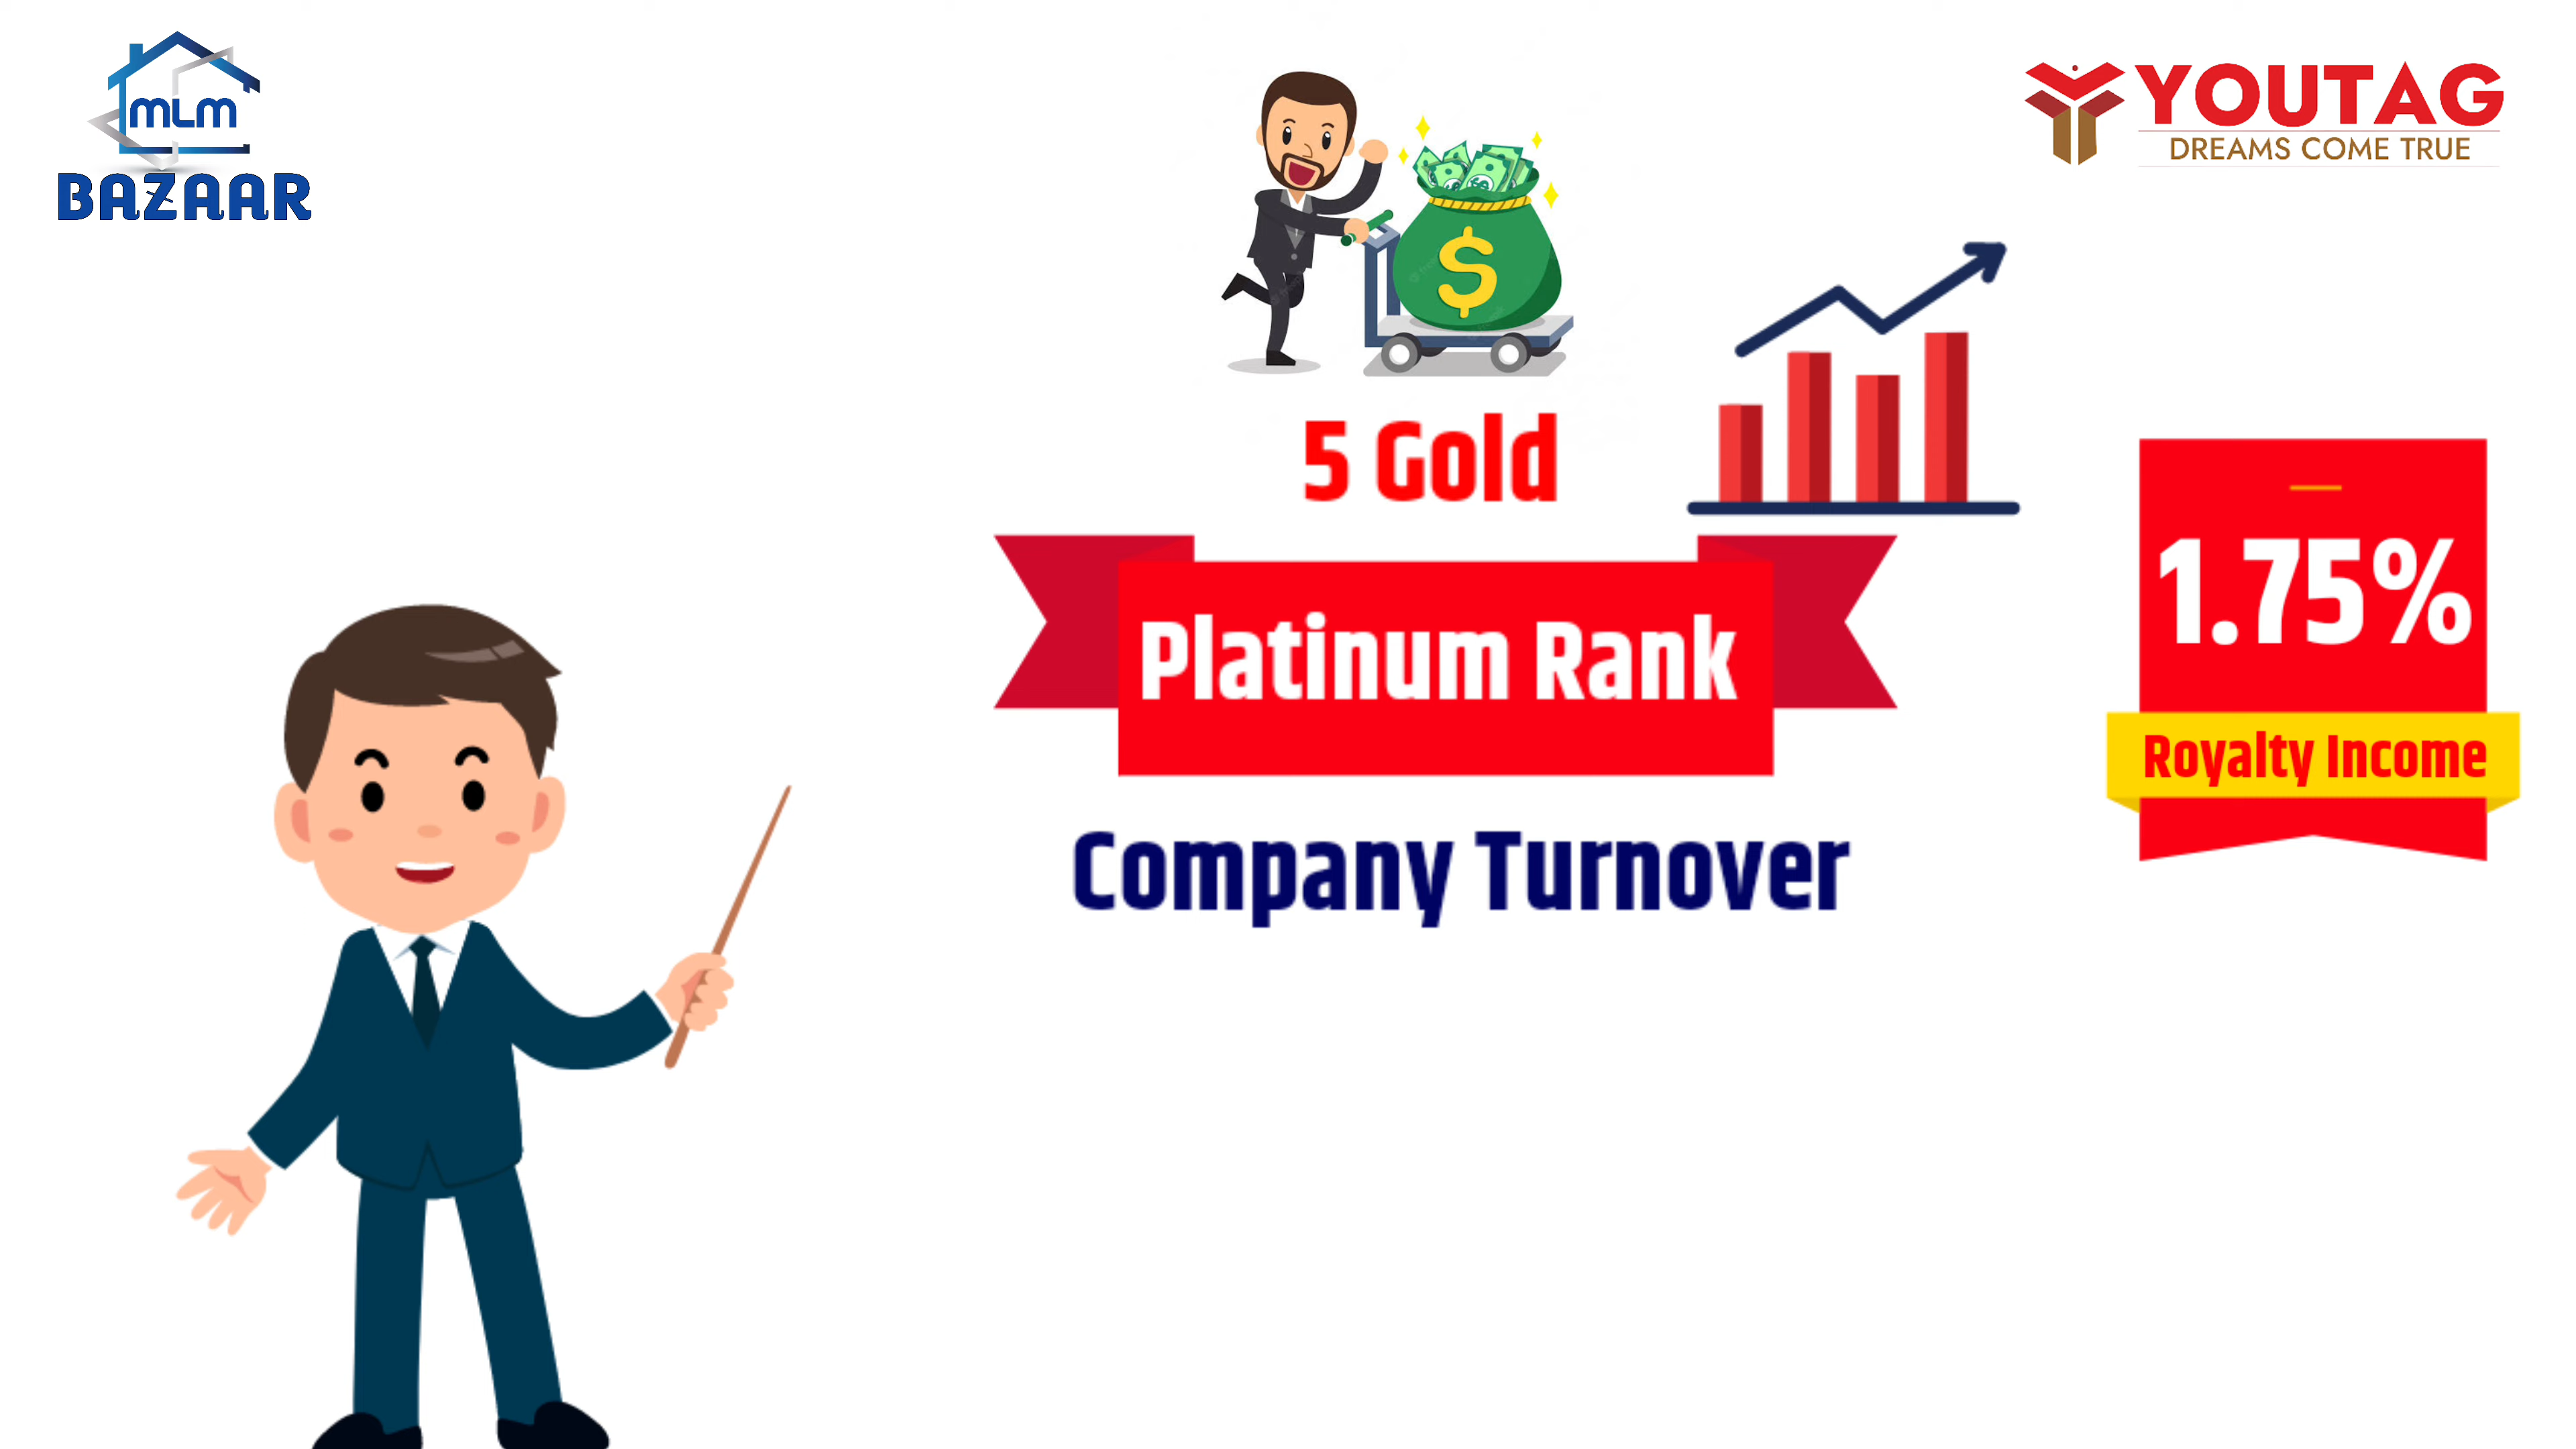 mLm
BAZAAR
YOUTAG
DREAMS COME TRUE
$
5 Gold
Platinum Rank
Company Turnover
1.75%
Royalty Income